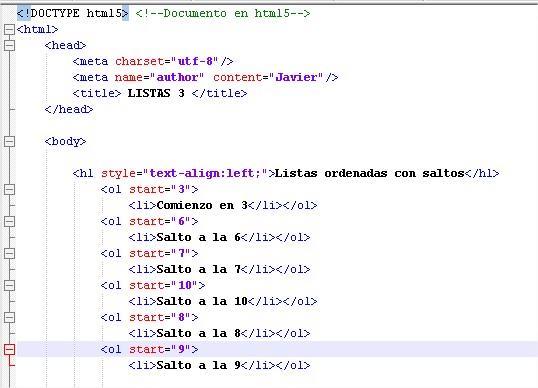 <!DOCTYPE html5> <!--Documento en html5-->
<html>
<head>
<meta charset="utf-8"/>
<meta name="author" content="Javier"/>
<title> LISTAS 3 </title>
</head>
<body>
<h1 style="text-align:left;">Listas ordenadas con saltos</h1>
<ol start="3">
<li>Comienzo en 3</li></ol>
<ol start="6">
<li>Salto a la 6</li></ol>
<ol start="7">
<li>Salto a la 7</li></ol>
<ol start="10">
<li>Salto a la 10</li></ol>
<ol start="8">
<li>Salto a la 8</li></ol>
<ol start="9">
<li>Salto a la 9</li></ol>